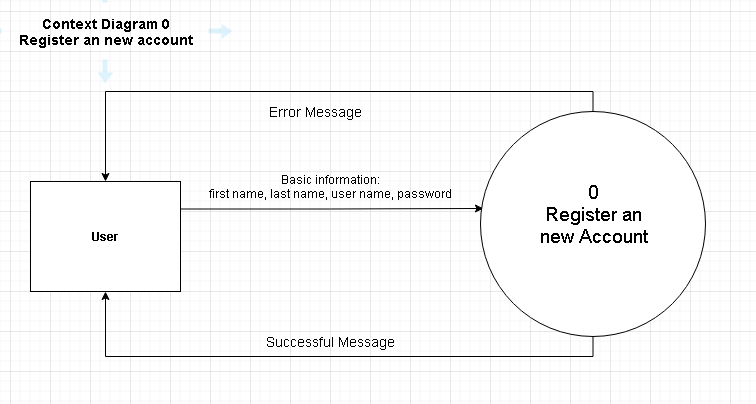 Context Diagram 0
Register an new account
Error Message
Basic information:
first name, last name, user name, password
0
Register an
new Account
User
Successful Message